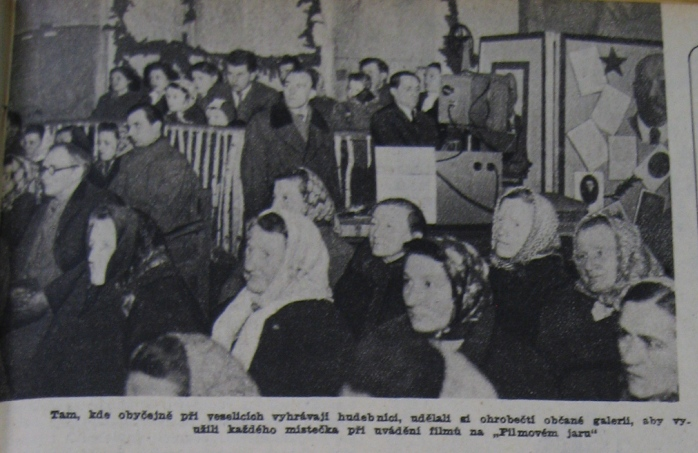 Tam, kde obyčejně při veselicích vyhrávají hudebníci, udělali si ohrobečtí občané galerii, aby vy-
užili každého místečka při uvádění filmů na „Filmovém jaru“